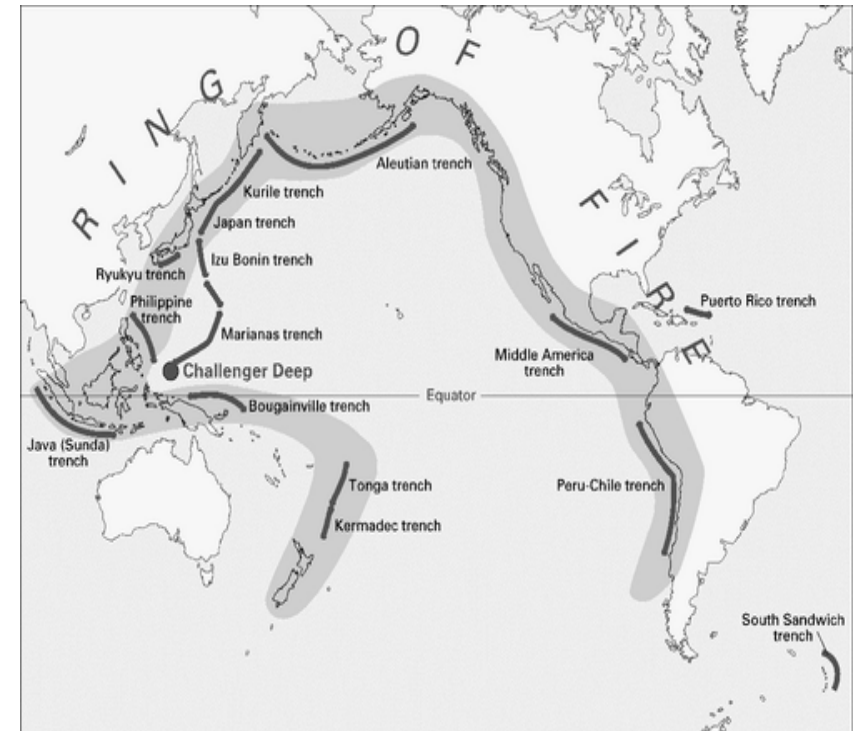 RING OF FIRE
Aleutian trench
Kurile trench
Japan trench
Izu Bonin trench
Ryukyu trench
Philippine
trench
Marianas trench
Challenger Deep
Equator
Bougainville trench
Java (Sunda)
trench
Tonga trench
Kermadec trench
Puerto Rico trench
Middle America
trench
Peru-Chile trench
South Sandwich
trench